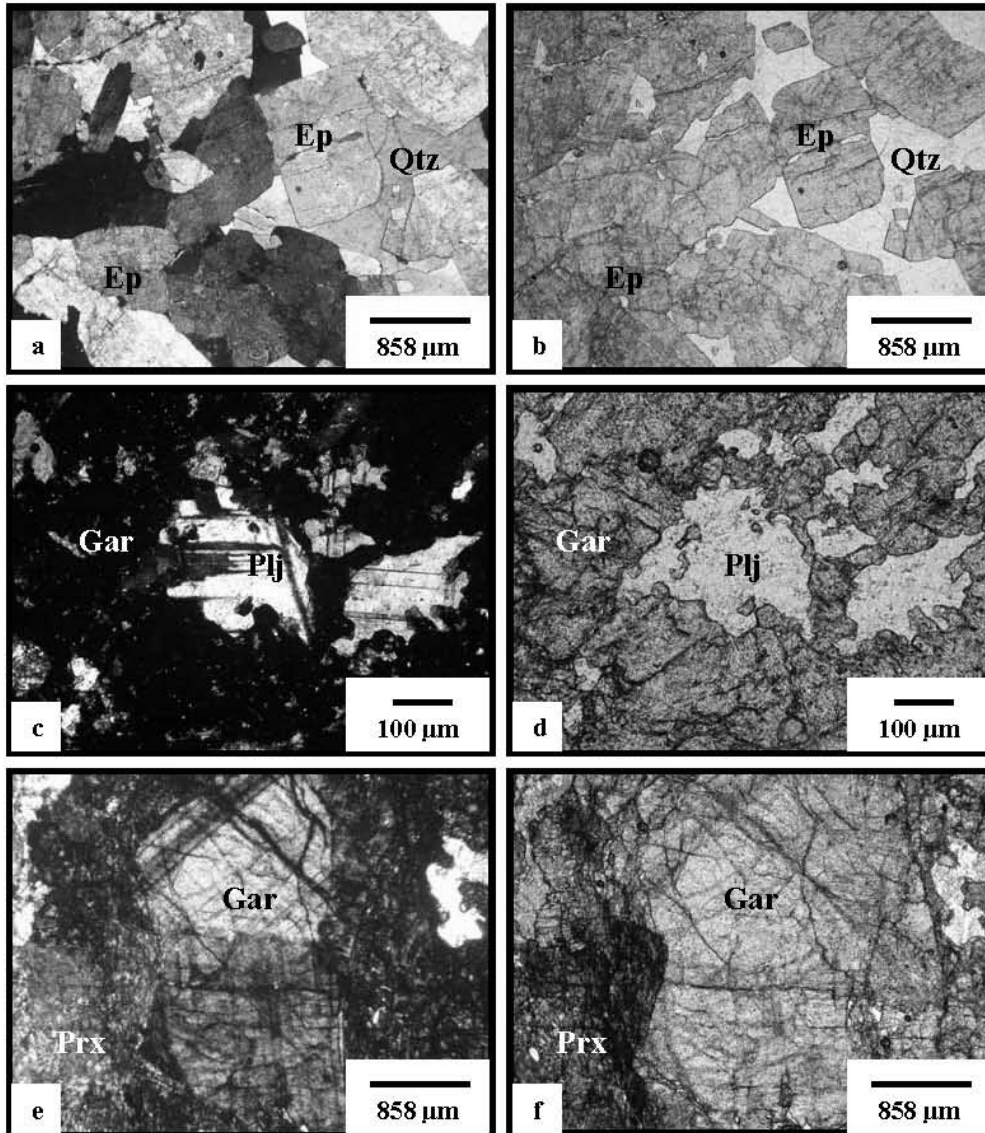 Ep
Qtz
Ep
a
858 µm
Ep
Qtz
Ep
b
858 µm
Gar
Plj
c
100 µm
Gar
Plj
d
100 µm
Gar
Prx
e
858 µm
Gar
Prx
f
858 µm